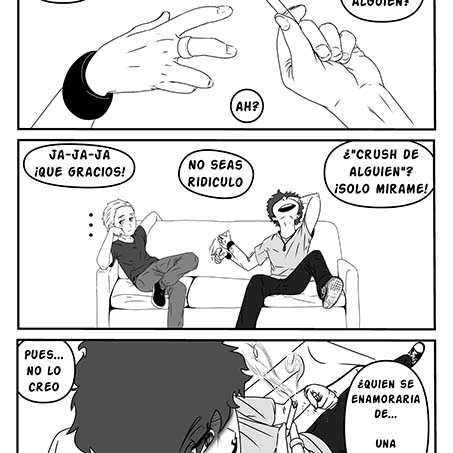 ALGUIEN?
AH?
JA-JA-JA
¡QUE GRACIOS!
NO SEAS
RIDICULO
¿"CRUSH DE
ALGUIEN"?
¡SOLO MIRAME!
PUES...
NO LO
CREO
¿QUIEN SE
ENAMORARIA
DE...
UNA